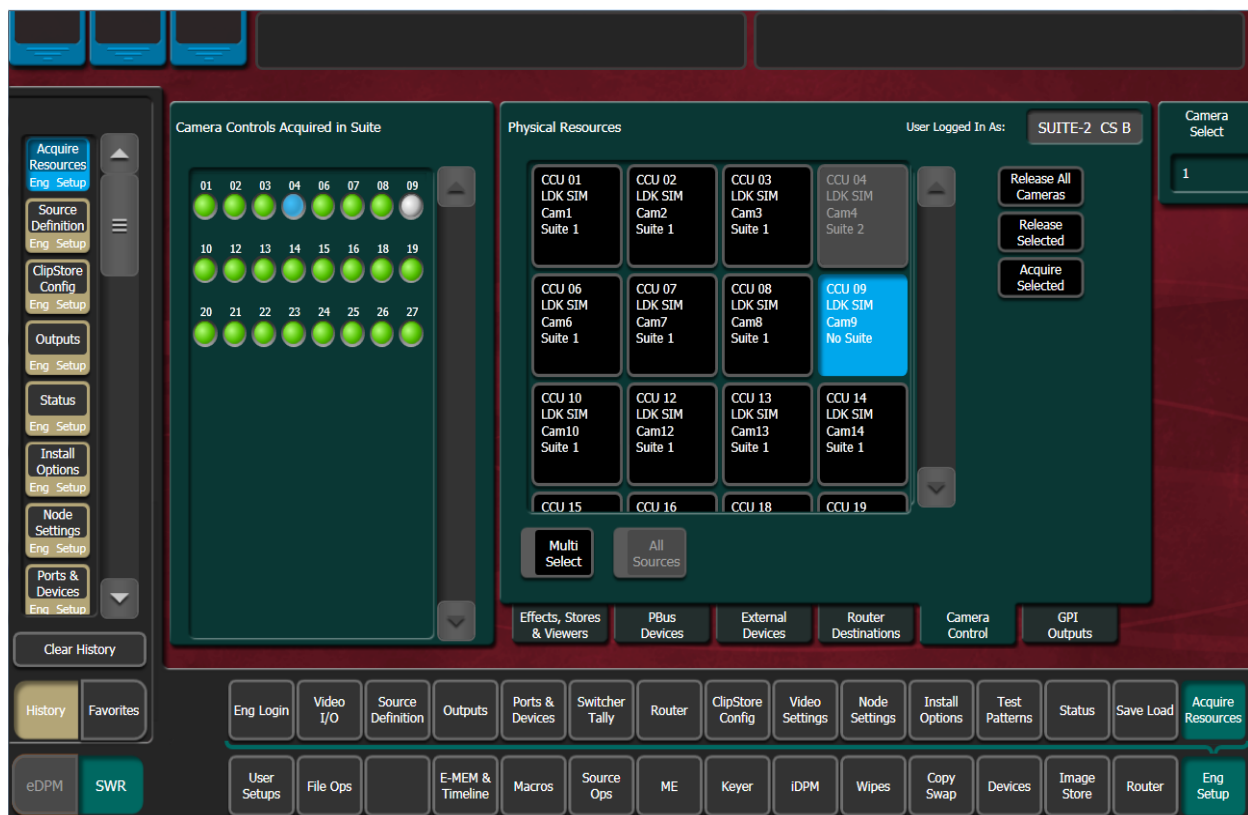 Camera Controls Acquired in Suite
01 02 03 04 06 07 08 09
10 12 13 14 15 16 18 19
20 21 22 23 24 25 26 27
Physical Resources
User Logged In As:
SUITE-2 CS B
Camera
Select
1
Acquire
Resources
Eng Setup
Source
Definition
Eng Setup
ClipStore
Config
Eng Setup
Outputs
Eng Setup
Status
Eng Setup
Install
Options
Eng Setup
Node
Settings
Eng Setup
Ports &
Devices
Eng Setup
Clear History
History
Favorites
eDPM
SWR
CCU 01
LDK SIM
Cam1
Suite 1
CCU 02
LDK SIM
Cam2
Suite 1
CCU 03
LDK SIM
Cam3
Suite 1
CCU 04
LDK SIM
Cam4
Suite 2
CCU 06
LDK SIM
Cam6
Suite 1
CCU 07
LDK SIM
Cam7
Suite 1
CCU 08
LDK SIM
Cam8
Suite 1
CCU 09
LDK SIM
Cam9
No Suite
CCU 10
LDK SIM
Cam10
Suite 1
CCU 12
LDK SIM
Cam12
Suite 1
CCU 13
LDK SIM
Cam13
Suite 1
CCU 14
LDK SIM
Cam14
Suite 1
CCU 15
CCU 16
CCU 18
CCU 19
Release All
Cameras
Release
Selected
Acquire
Selected
Multi
Select
All
Sources
Effects, Stores
& Viewers
PBus
Devices
External
Devices
Router
Destinations
Camera
Control
GPI
Outputs
Eng Login
Video
I/O
Source
Definition
Outputs
Ports &
Devices
Switcher
Tally
Router
ClipStore
Config
Video
Settings
Node
Settings
Install
Options
Test
Patterns
Status
Save Load
Acquire
Resources
User
Setups
File Ops
E-MEM &
Timeline
Macros
Source
Ops
ME
Keyer
iDPM
Wipes
Copy
Swap
Devices
Image
Store
Router
Eng
Setup